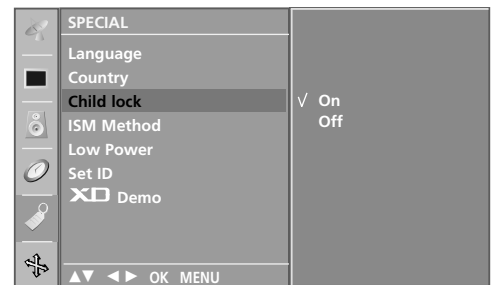 SPECIAL
Language
Country
Child lock
√ On
Off
ISM Method
Low Power
Set ID
XD Demo
▲▼ ◄► OK MENU